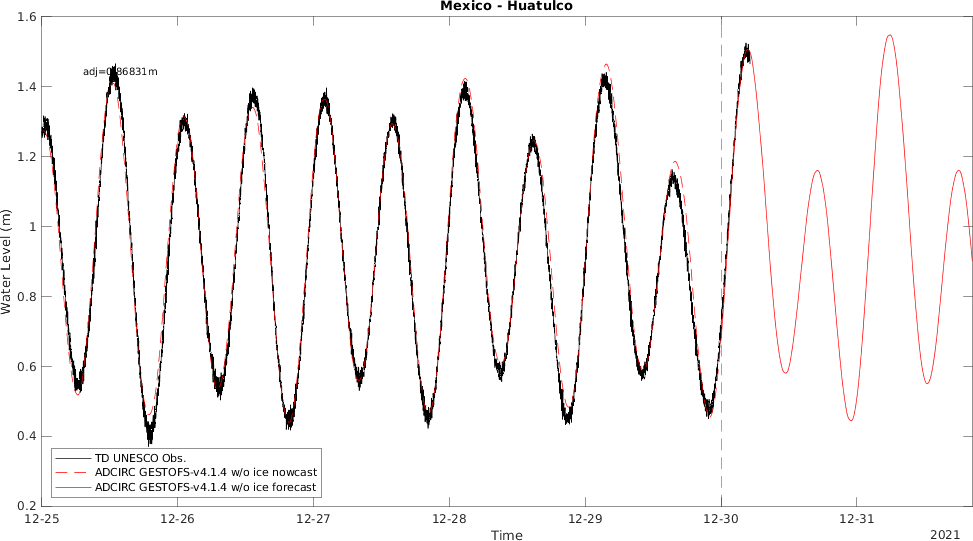 Mexico - Huatulco
1.6
1.4
1.2
1
0.8
0.6
0.4
0.2
Water Level (m)
adj=0.86831m
TD UNESCO Obs.
ADCIRC GESTOFS-v4.1.4 w/o ice nowcast
ADCIRC GESTOFS-v4.1.4 w/o ice forecast
12-25 12-26 12-27 12-28 12-29 12-30 12-31
Time
2021